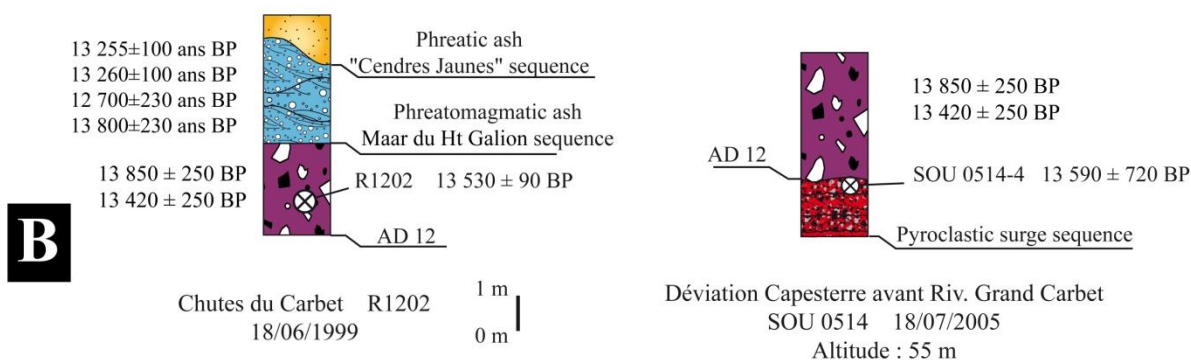 13 255±100 ans BP
13 260±100 ans BP
12 700±230 ans BP
13 800±230 ans BP
Phreatic ash
"Cendres Jaunes" sequence
Phreatomagmatic ash
Maar du Ht Galion sequence
13 850 ± 250 BP
13 420 ± 250 BP
R1202 13 530 ± 90 BP
AD 12
B
Chutes du Carbet R1202
18/06/1999
1 m
0 m
13 850 ± 250 BP
13 420 ± 250 BP
AD 12
SOU 0514-4 13 590 ± 720 BP
Pyroclastic surge sequence
Déviation Capesterre avant Riv. Grand Carbet
SOU 0514 18/07/2005
Altitude : 55 m